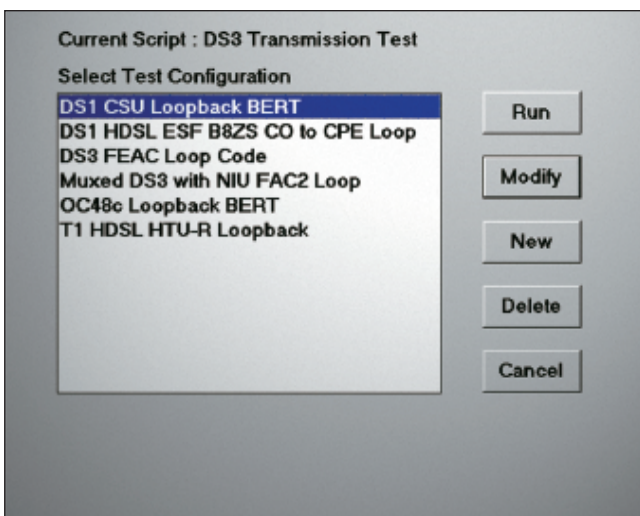 Current Script : DS3 Transmission Test
Select Test Configuration
DS1 CSU Loopback BERT
DS1 HDSL ESF B8ZS CO to CPE Loop
DS3 FEAC Loop Code
Muxed DS3 with NIU FAC2 Loop
OC48c Loopback BERT
T1 HDSL HTU-R Loopback
Run
Modify
New
Delete
Cancel